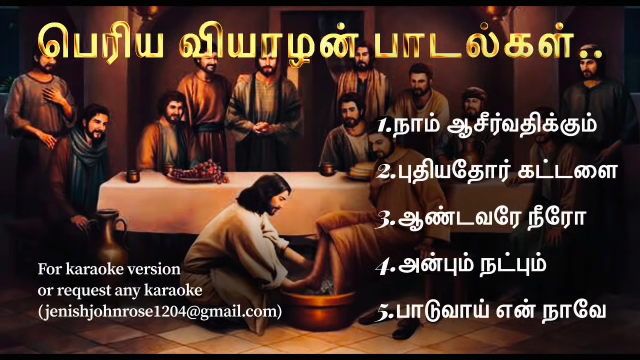 பெரிய வியாழன் பாடல்கள்..
1.நாம் ஆசீர்வதிக்கும்
2.புதியதோர் கட்டளை
3.ஆண்டவரே நீரோ
4.அன்பும் நட்பும்
5.பாடுவாய் என் நாவே
For karaoke version
or request any karaoke
(jenishjohnrose1204@gmail.com)